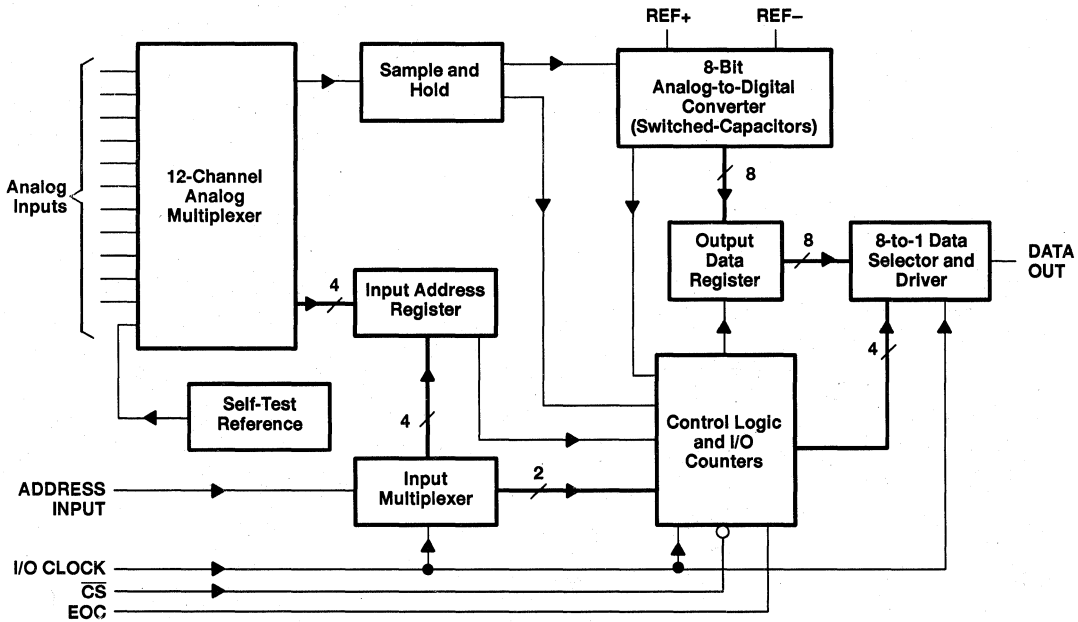 REF+
REF–
8-Bit
Analog-to-Digital
Converter
(Switched-Capacitors)
Sample and
Hold
Analog
Inputs
12-Channel
Analog
Multiplexer
8
Output
Data
Register
8
8-to-1 Data
Selector and
Driver
DATA
OUT
4
Input Address
Register
4
Self-Test
Reference
4
Control Logic
and I/O
Counters
Input
Multiplexer
2
ADDRESS
INPUT
I/O CLOCK
CS
EOC